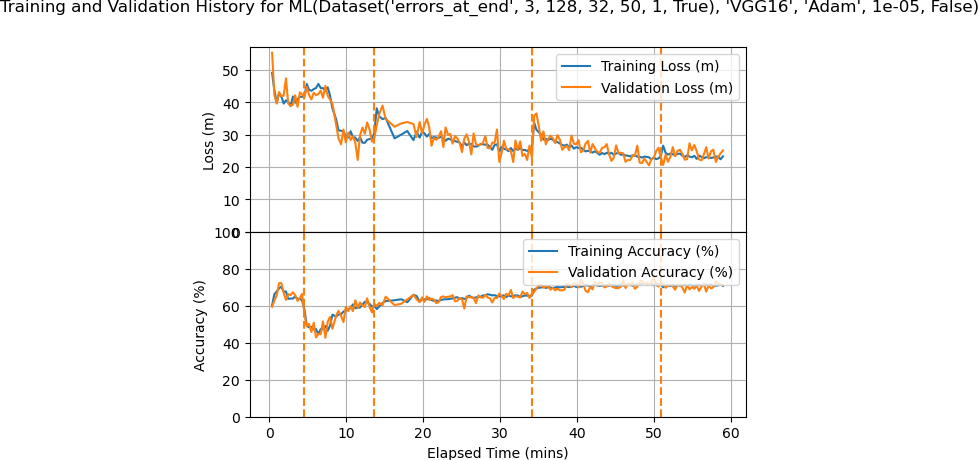 Training and Validation History for ML(Dataset('errors_at_end', 3, 128, 32, 50, 1, True), 'VGG16', 'Adam', 1e-05, False)
Training Loss (m)
Validation Loss (m)
50
40
30
20
10
0
Loss (m)
Training Accuracy (%)
Validation Accuracy (%)
100
80
60
40
20
0
Accuracy (%)
0 10 20 30 40 50 60
Elapsed Time (mins)